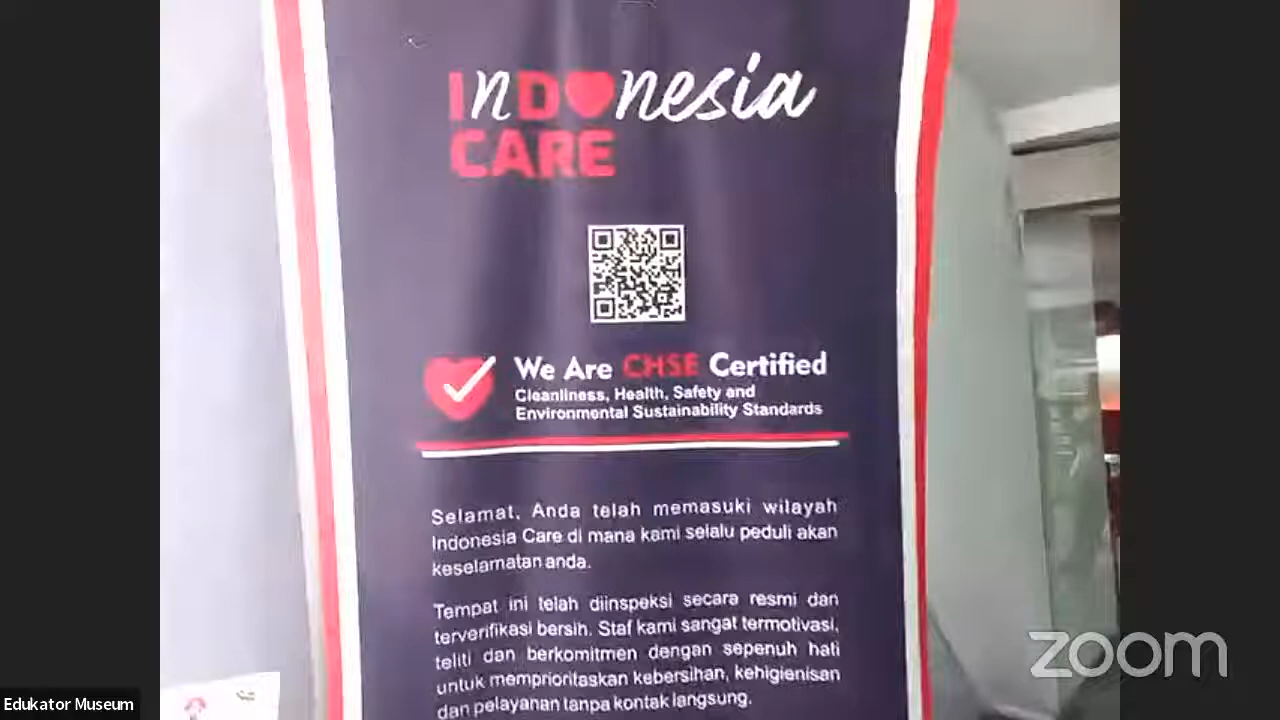 INDONesia
CARE
We Are CHSE Certified
Cleanliness, Health, Safety and
Environmental Sustainability Standards
Selamat, Anda telah memasuki wilayah
Indonesia Care di mana kami selalu peduli akan
keselamatan anda.
Tempat ini telah diinspeksi secara resmi dan
terverifikasi bersih. Staf kami sangat termotivasi,
teliti dan berkomitmen dengan sepenuh hati
untuk memprioritaskan kebersihan, kehigienisan
dan pelayanan tanpa kontak langsung.
zoom
Edukator Museum